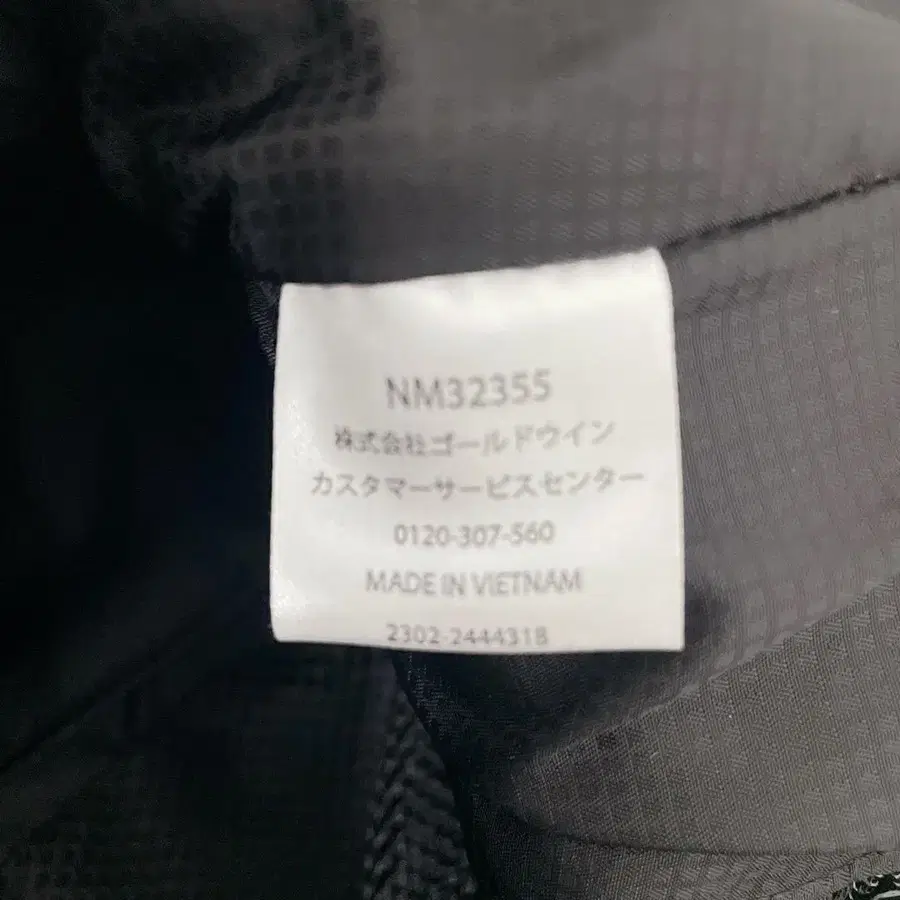 NM32355
株式会社ゴールドウイン
カスタマーサービスセンター
0120-307-560
MADE IN VIETNAM
2302-244431B